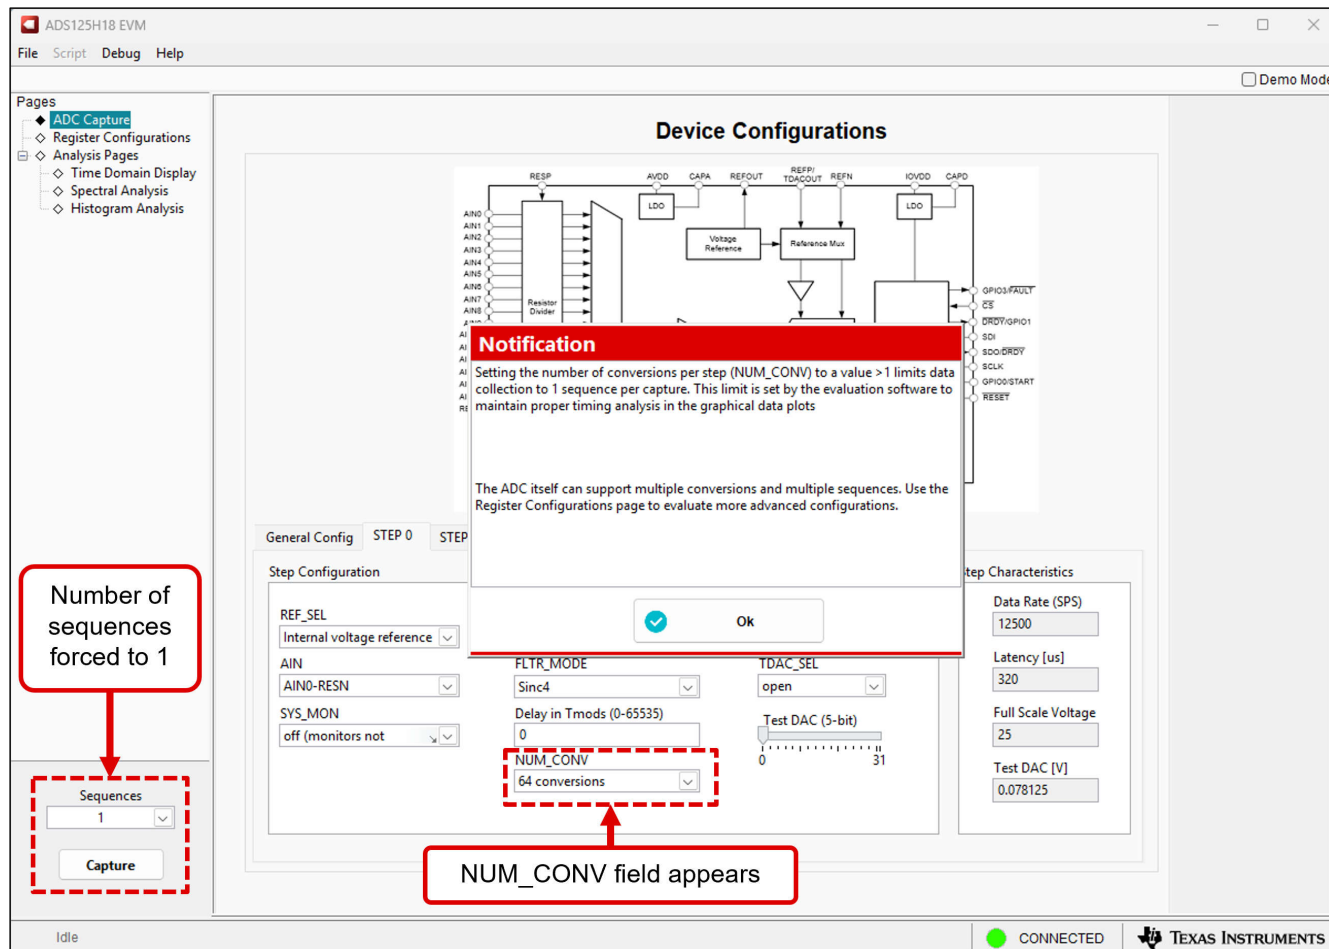 ADS125H18 EVM
File Script Debug Help
Demo Mode
Pages
ADC Capture
Register Configurations
Analysis Pages
Time Domain Display
Spectral Analysis
Histogram Analysis
Device Configurations
RESP
AVDD
CAPA
REFOUT
REFP/
TDACOUT
REFN
IOVDD
CAPD
LDO
LDO
Voltage
Reference
Reference Mux
AIN0
AIN1
AIN2
AIN3
AIN4
AIN5
AIN6
AIN7
AIN8
Resistor
Divider
GPIO3/FAULT
CS
DRDY/GPIO1
SDI
SDO/DRDY
SCLK
GPIO0/START
RESET
Notification
Setting the number of conversions per step (NUM_CONV) to a value >1 limits data
collection to 1 sequence per capture. This limit is set by the evaluation software to
maintain proper timing analysis in the graphical data plots
The ADC itself can support multiple conversions and multiple sequences. Use the
Register Configurations page to evaluate more advanced configurations.
Ok
General Config
STEP 0
STEP
Step Configuration
REF_SEL
Internal voltage reference
AIN
AIN0-RESN
SYS_MON
off (monitors not
FLTR_MODE
Sinc4
Delay in Tmods (0-65535)
0
NUM_CONV
64 conversions
TDAC_SEL
open
Test DAC (5-bit)
0 31
Step Characteristics
Data Rate (SPS)
12500
Latency [us]
320
Full Scale Voltage
25
Test DAC [V]
0.078125
Number of
sequences
forced to 1
Sequences
1
Capture
NUM_CONV field appears
Idle
CONNECTED
TEXAS INSTRUMENTS